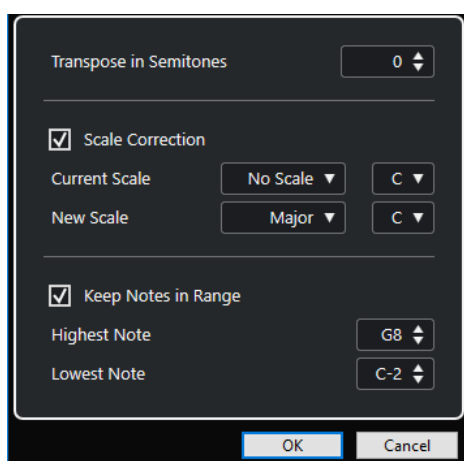 Transpose in Semitones 0
Scale Correction
Current Scale No Scale C
New Scale Major C
Keep Notes in Range
Highest Note G8
Lowest Note C-2
OK Cancel